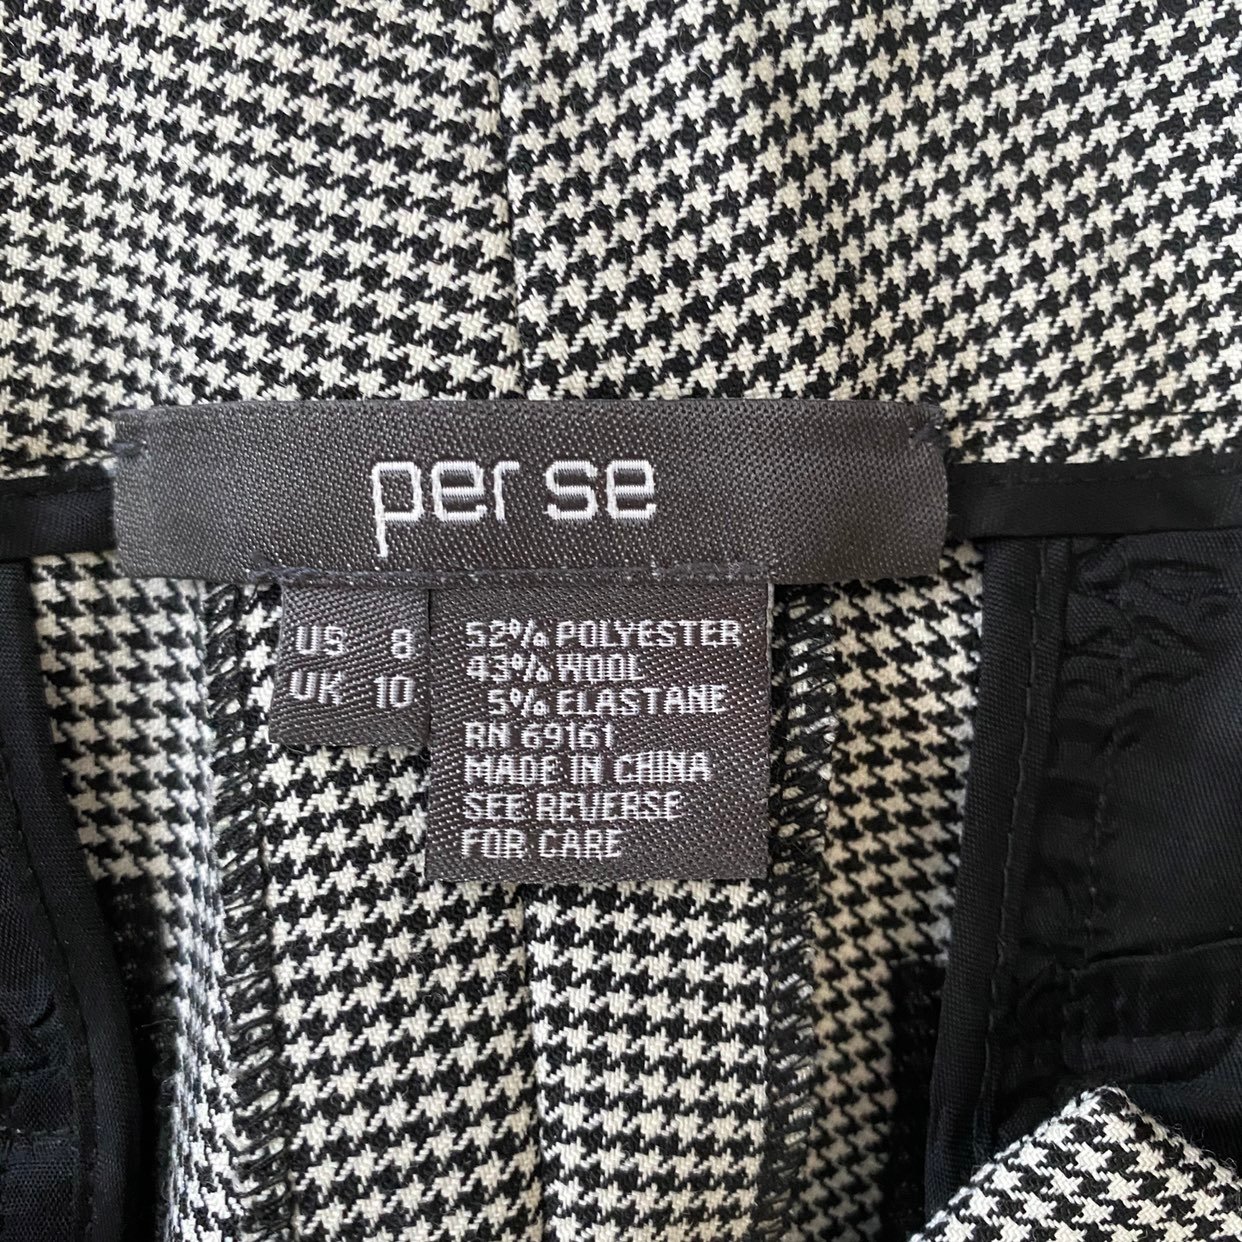 per se
US 8
UK 10
52% POLYESTER
43% WOOL
5% ELASTANE
RN 69161
MADE IN CHINA
SEE REVERSE
FOR CARE